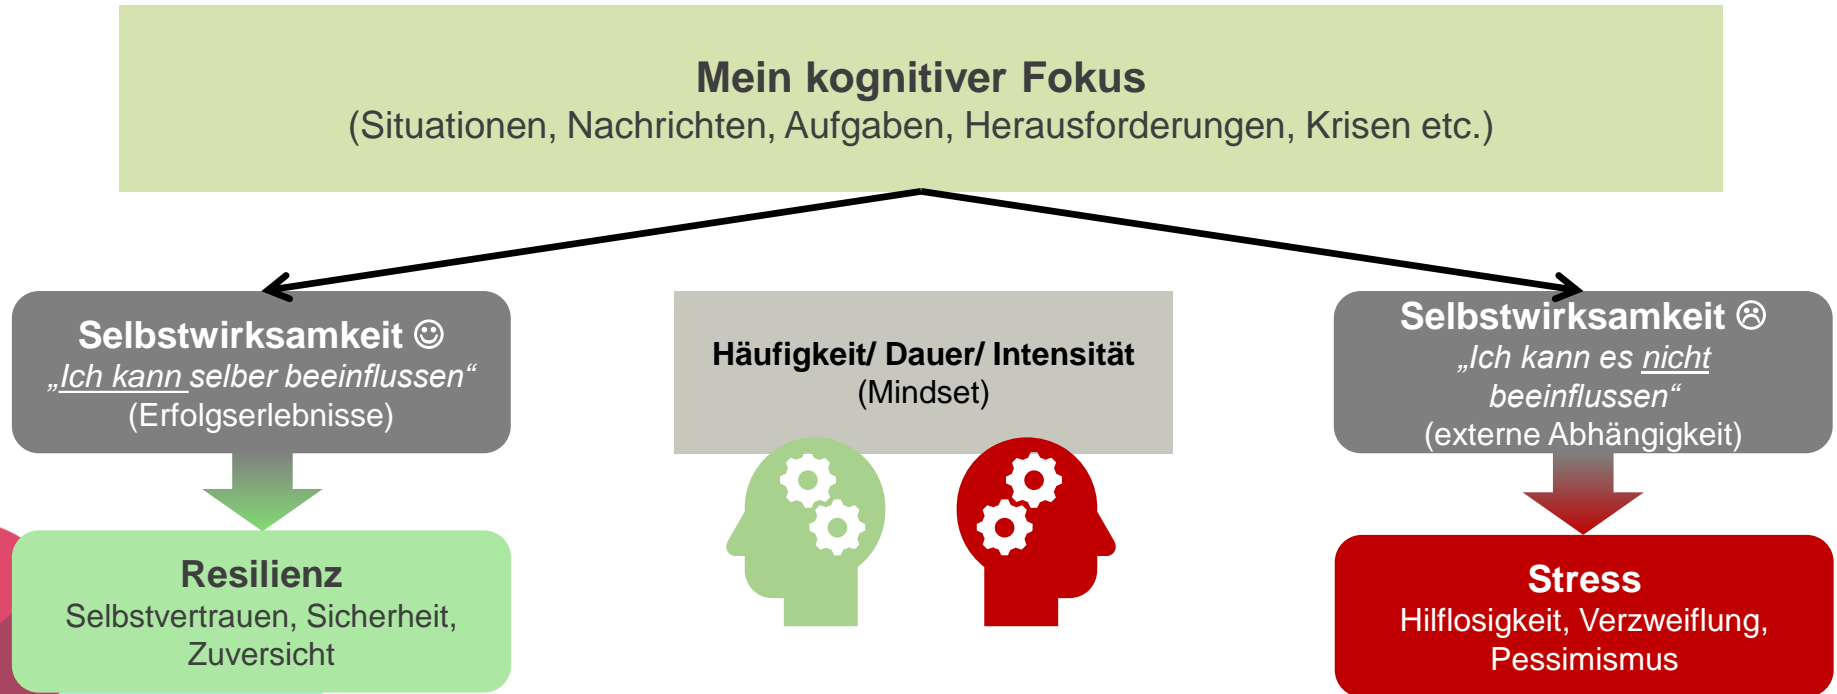 Mein kognitiver Fokus
(Situationen, Nachrichten, Aufgaben, Herausforderungen, Krisen etc.)
Selbstwirksamkeit ☺
„Ich kann selber beeinflussen“
(Erfolgserlebnisse)
Häufigkeit/ Dauer/ Intensität
(Mindset)
Selbstwirksamkeit ☹
„Ich kann es nicht
beeinflussen“
(externe Abhängigkeit)
Resilienz
Selbstvertrauen, Sicherheit,
Zuversicht
Stress
Hilflosigkeit, Verzweiflung,
Pessimismus